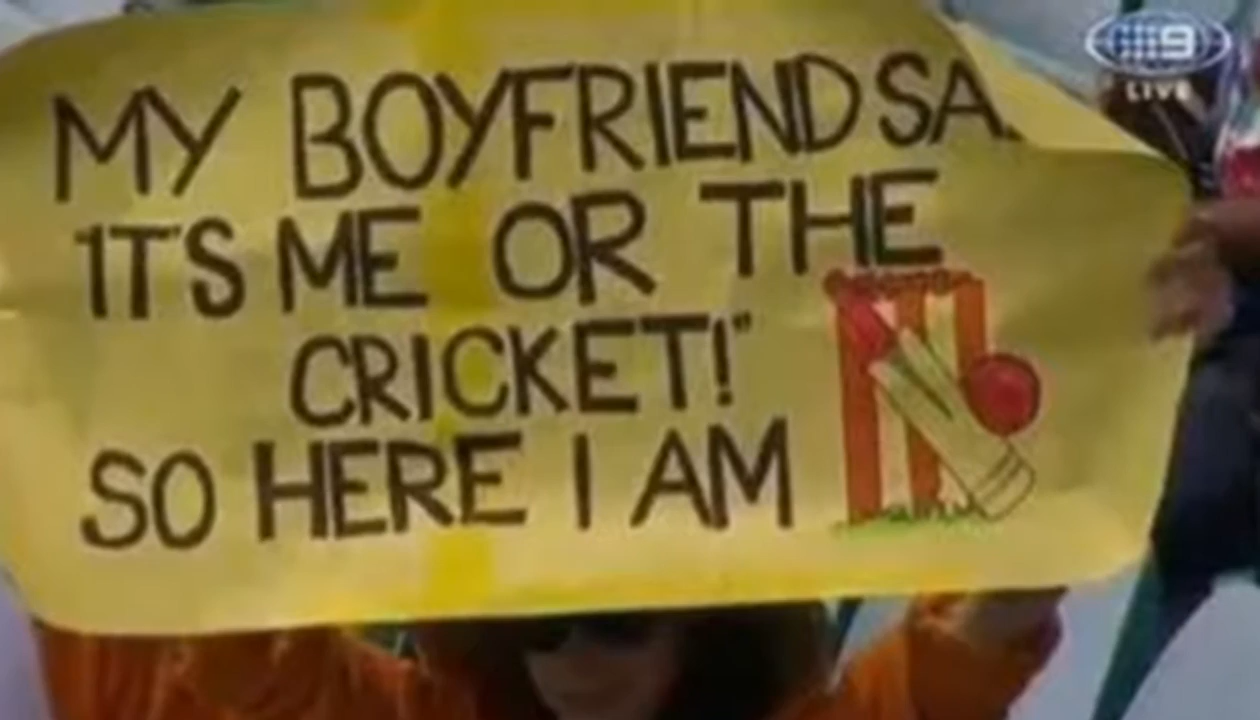 MY BOYFRIEND SA
"IT'S ME OR THE
CRICKET!"
SO HERE I AM
9
LIVE